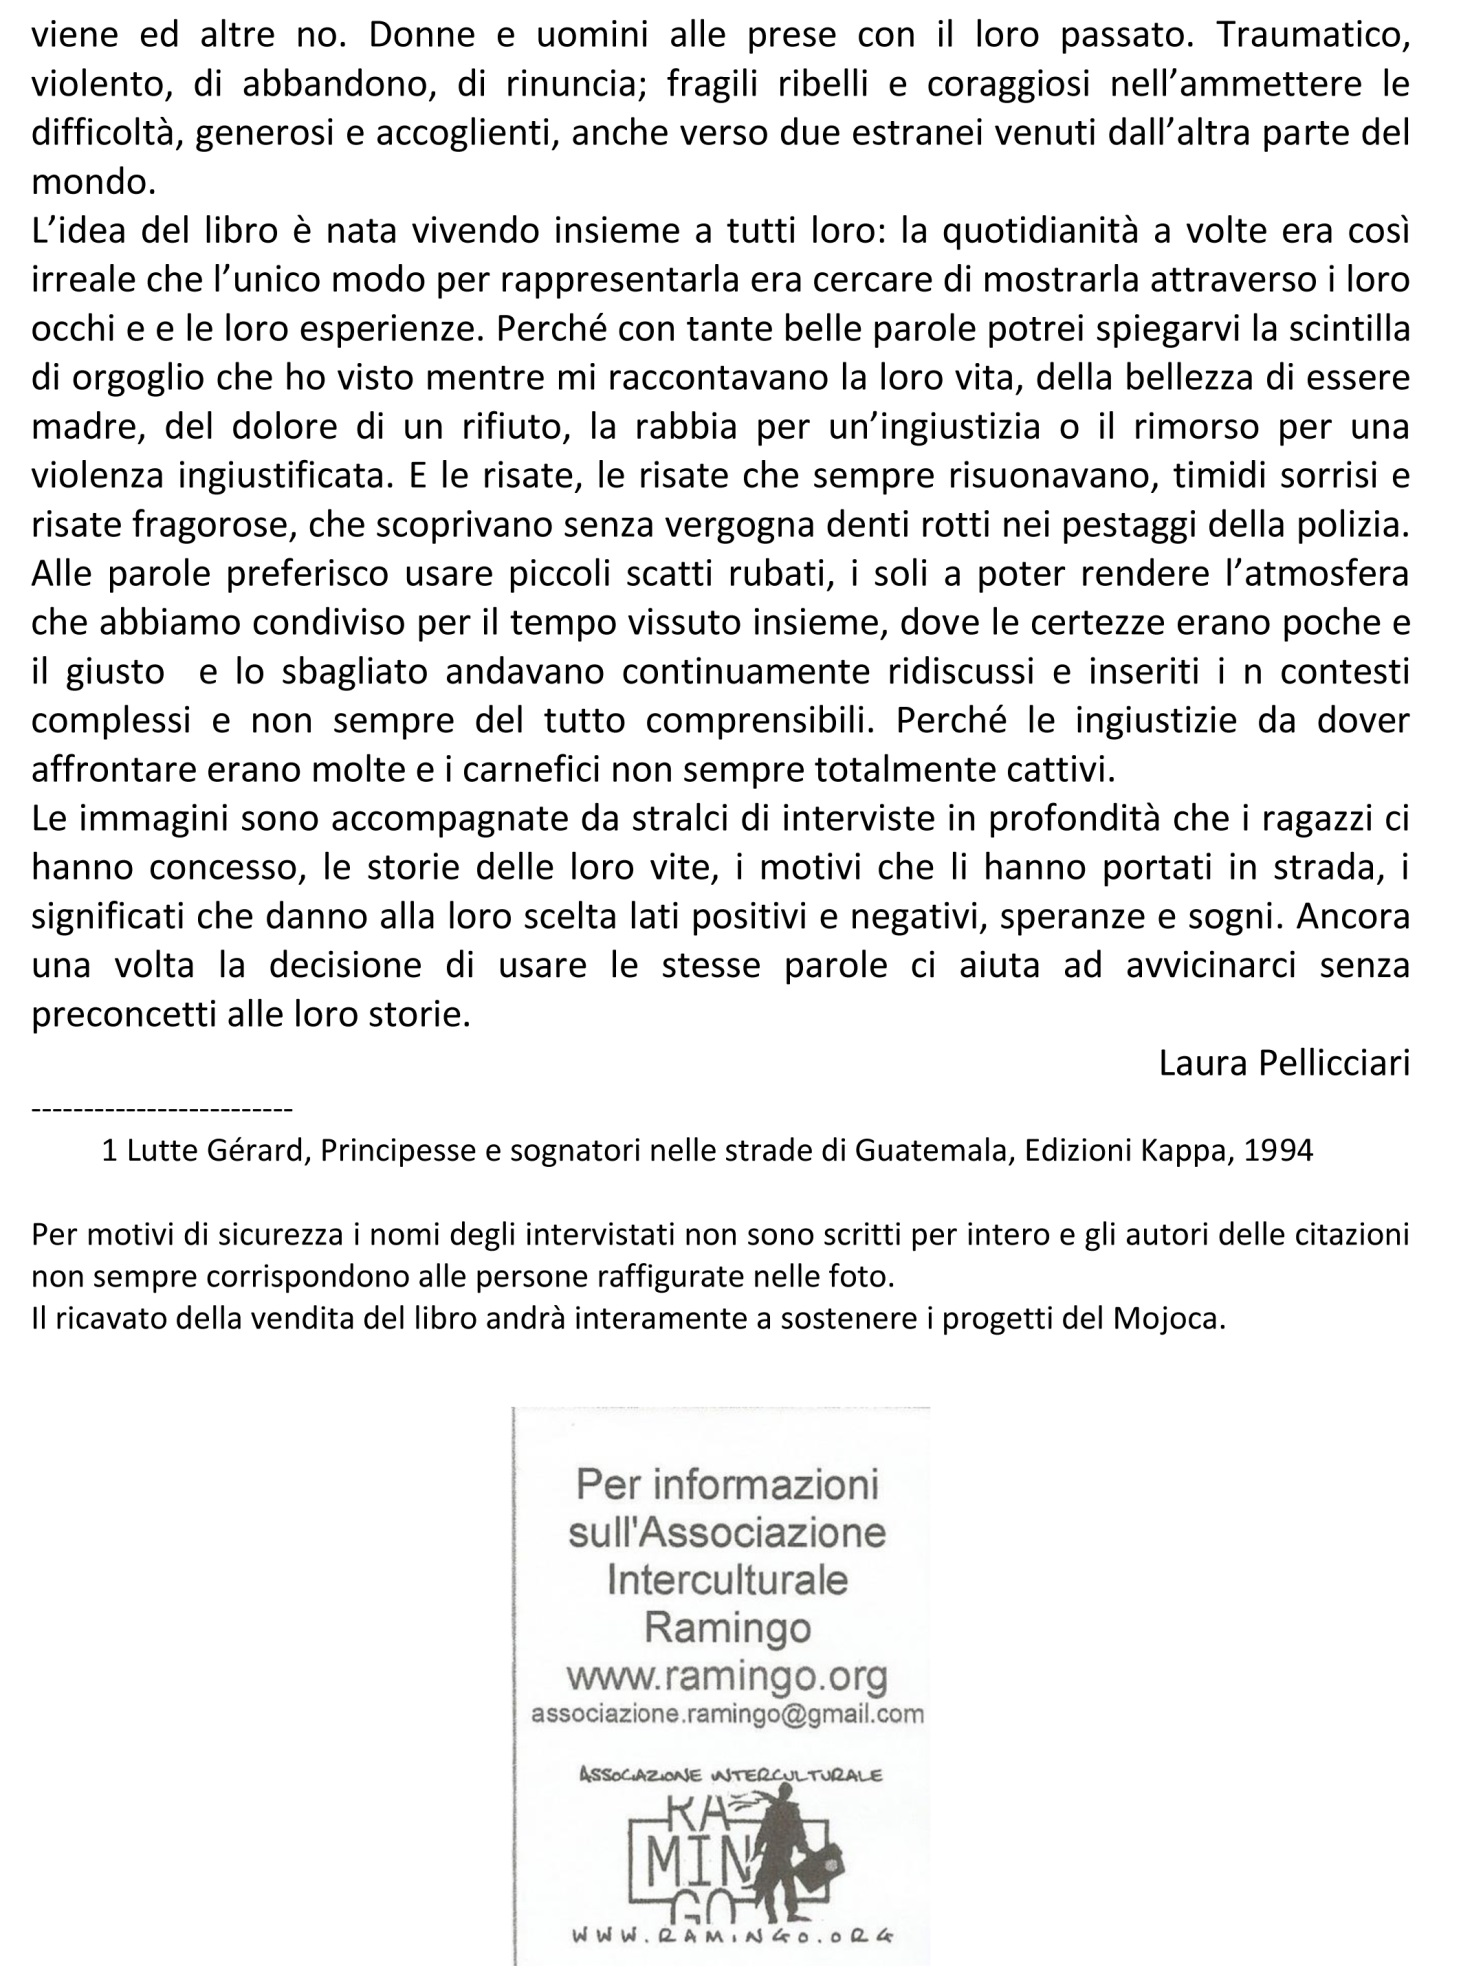 viene ed altre no. Donne e uomini alle prese con il loro passato. Traumatico,
violento, di abbandono, di rinuncia; fragili ribelli e coraggiosi nell’ammettere le
difficoltà, generosi e accoglienti, anche verso due estranei venuti dall’altra parte del
mondo.
L’idea del libro è nata vivendo insieme a tutti loro: la quotidianità a volte era così
irreale che l’unico modo per rappresentarla era cercare di mostrarla attraverso i loro
occhi e e le loro esperienze. Perché con tante belle parole potrei spiegarvi la scintilla
di orgoglio che ho visto mentre mi raccontavano la loro vita, della bellezza di essere
madre, del dolore di un rifiuto, la rabbia per un’ingiustizia o il rimorso per una
violenza ingiustificata. E le risate, le risate che sempre risuonavano, timidi sorrisi e
risate fragorose, che scoprivano senza vergogna denti rotti nei pestaggi della polizia.
Alle parole preferisco usare piccoli scatti rubati, i soli a poter rendere l’atmosfera
che abbiamo condiviso per il tempo vissuto insieme, dove le certezze erano poche e
il giusto  e lo sbagliato andavano continuamente ridiscussi e inseriti i n contesti
complessi e non sempre del tutto comprensibili. Perché le ingiustizie da dover
affrontare erano molte e i carnefici non sempre totalmente cattivi.
Le immagini sono accompagnate da stralci di interviste in profondità che i ragazzi ci
hanno concesso, le storie delle loro vite, i motivi che li hanno portati in strada, i
significati che danno alla loro scelta lati positivi e negativi, speranze e sogni. Ancora
una volta la decisione di usare le stesse parole ci aiuta ad avvicinarci senza
preconcetti alle loro storie.
Laura Pellicciari
-------------------------
1 Lutte Gérard, Principesse e sognatori nelle strade di Guatemala, Edizioni Kappa, 1994
Per motivi di sicurezza i nomi degli intervistati non sono scritti per intero e gli autori delle citazioni
non sempre corrispondono alle persone raffigurate nelle foto.
Il ricavato della vendita del libro andrà interamente a sostenere i progetti del Mojoca.
Per informazioni
sull'Associazione
Interculturale
Ramingo
www.ramingo.org
associazione.ramingo@gmail.com
ASSOCIAZIONE INTERCULTURALE
RA
MIN
GO
WWW.RAMINGO.ORG